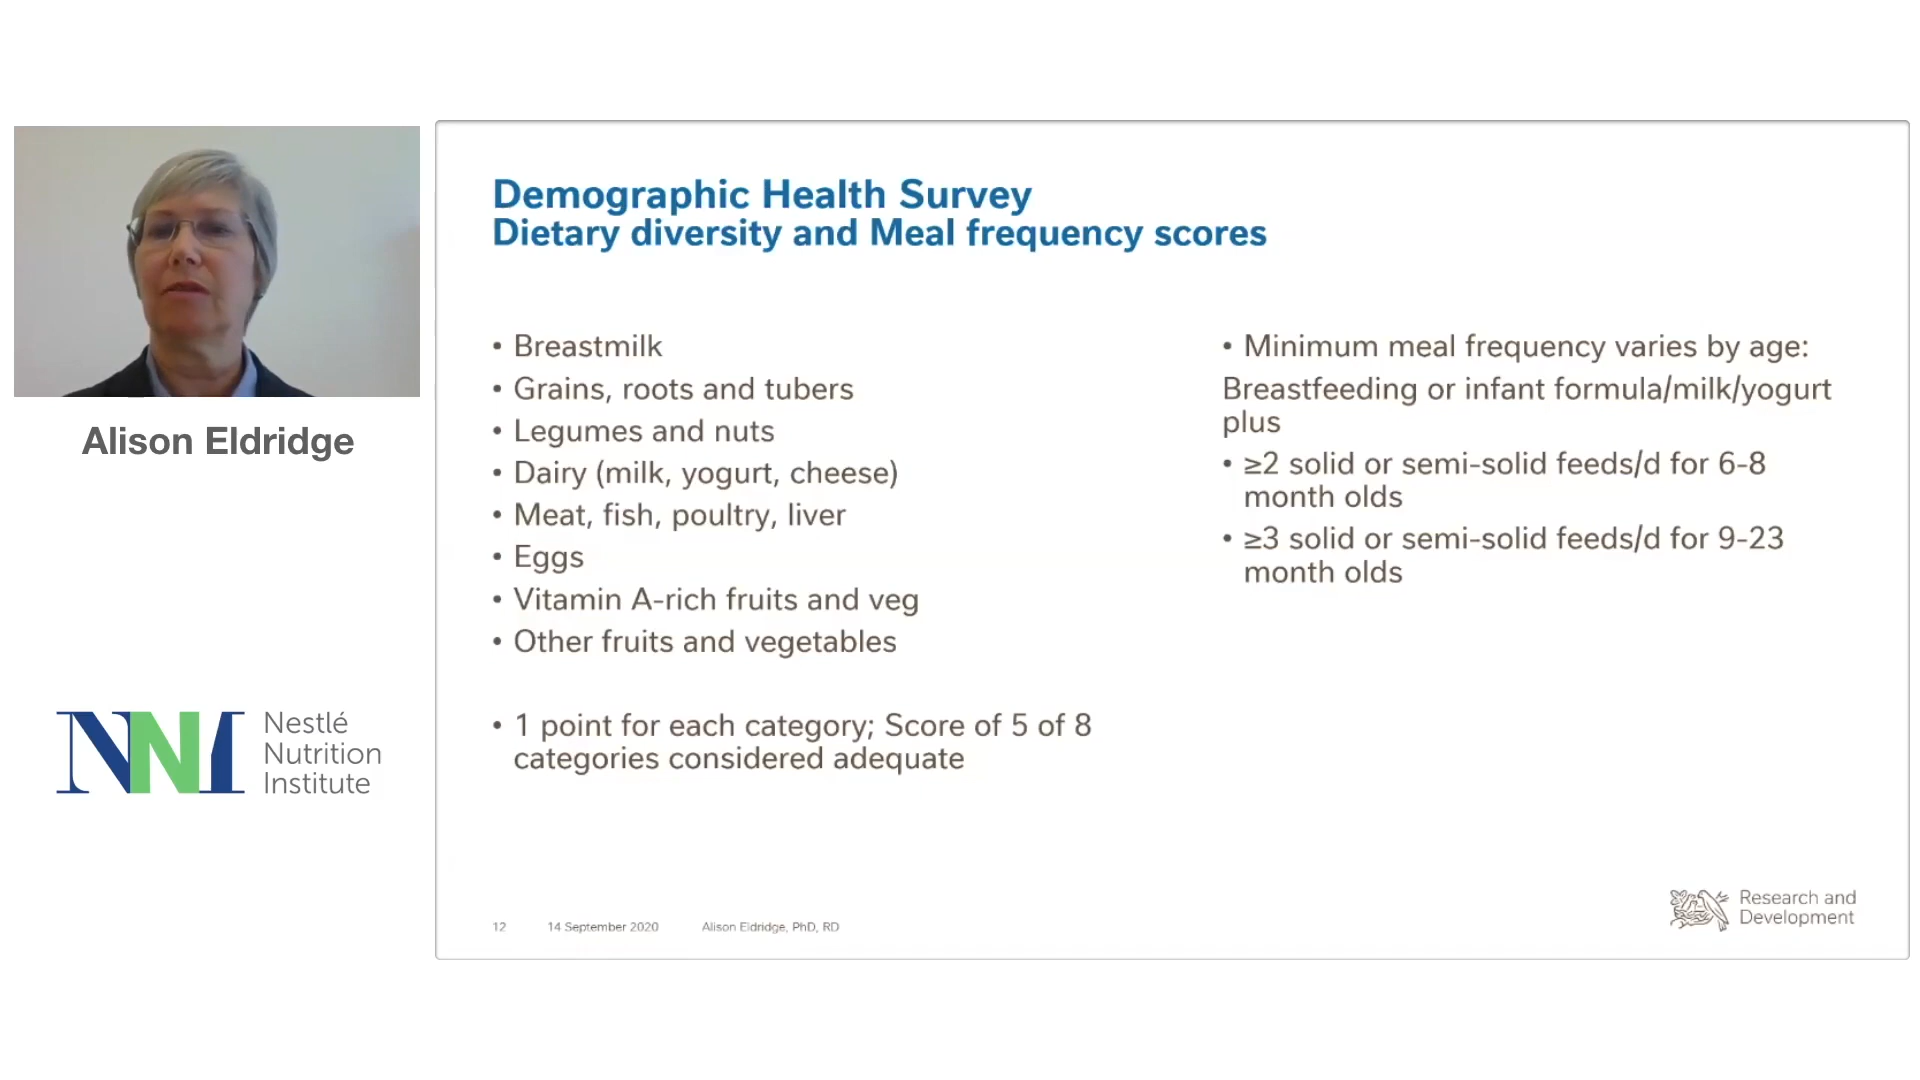 Alison Eldridge
NNI
Nestlé
Nutrition
Institute
Demographic Health Survey
Dietary diversity and Meal frequency scores
• Breastmilk
• Grains, roots and tubers
• Legumes and nuts
• Dairy (milk, yogurt, cheese)
• Meat, fish, poultry, liver
• Eggs
• Vitamin A-rich fruits and veg
• Other fruits and vegetables
• 1 point for each category; Score of 5 of 8
categories considered adequate
• Minimum meal frequency varies by age:
Breastfeeding or infant formula/milk/yogurt
plus
• ≥2 solid or semi-solid feeds/d for 6-8
month olds
• ≥3 solid or semi-solid feeds/d for 9-23
month olds
12 14 September 2020 Alison Eldridge, PhD, RD
Research and
Development